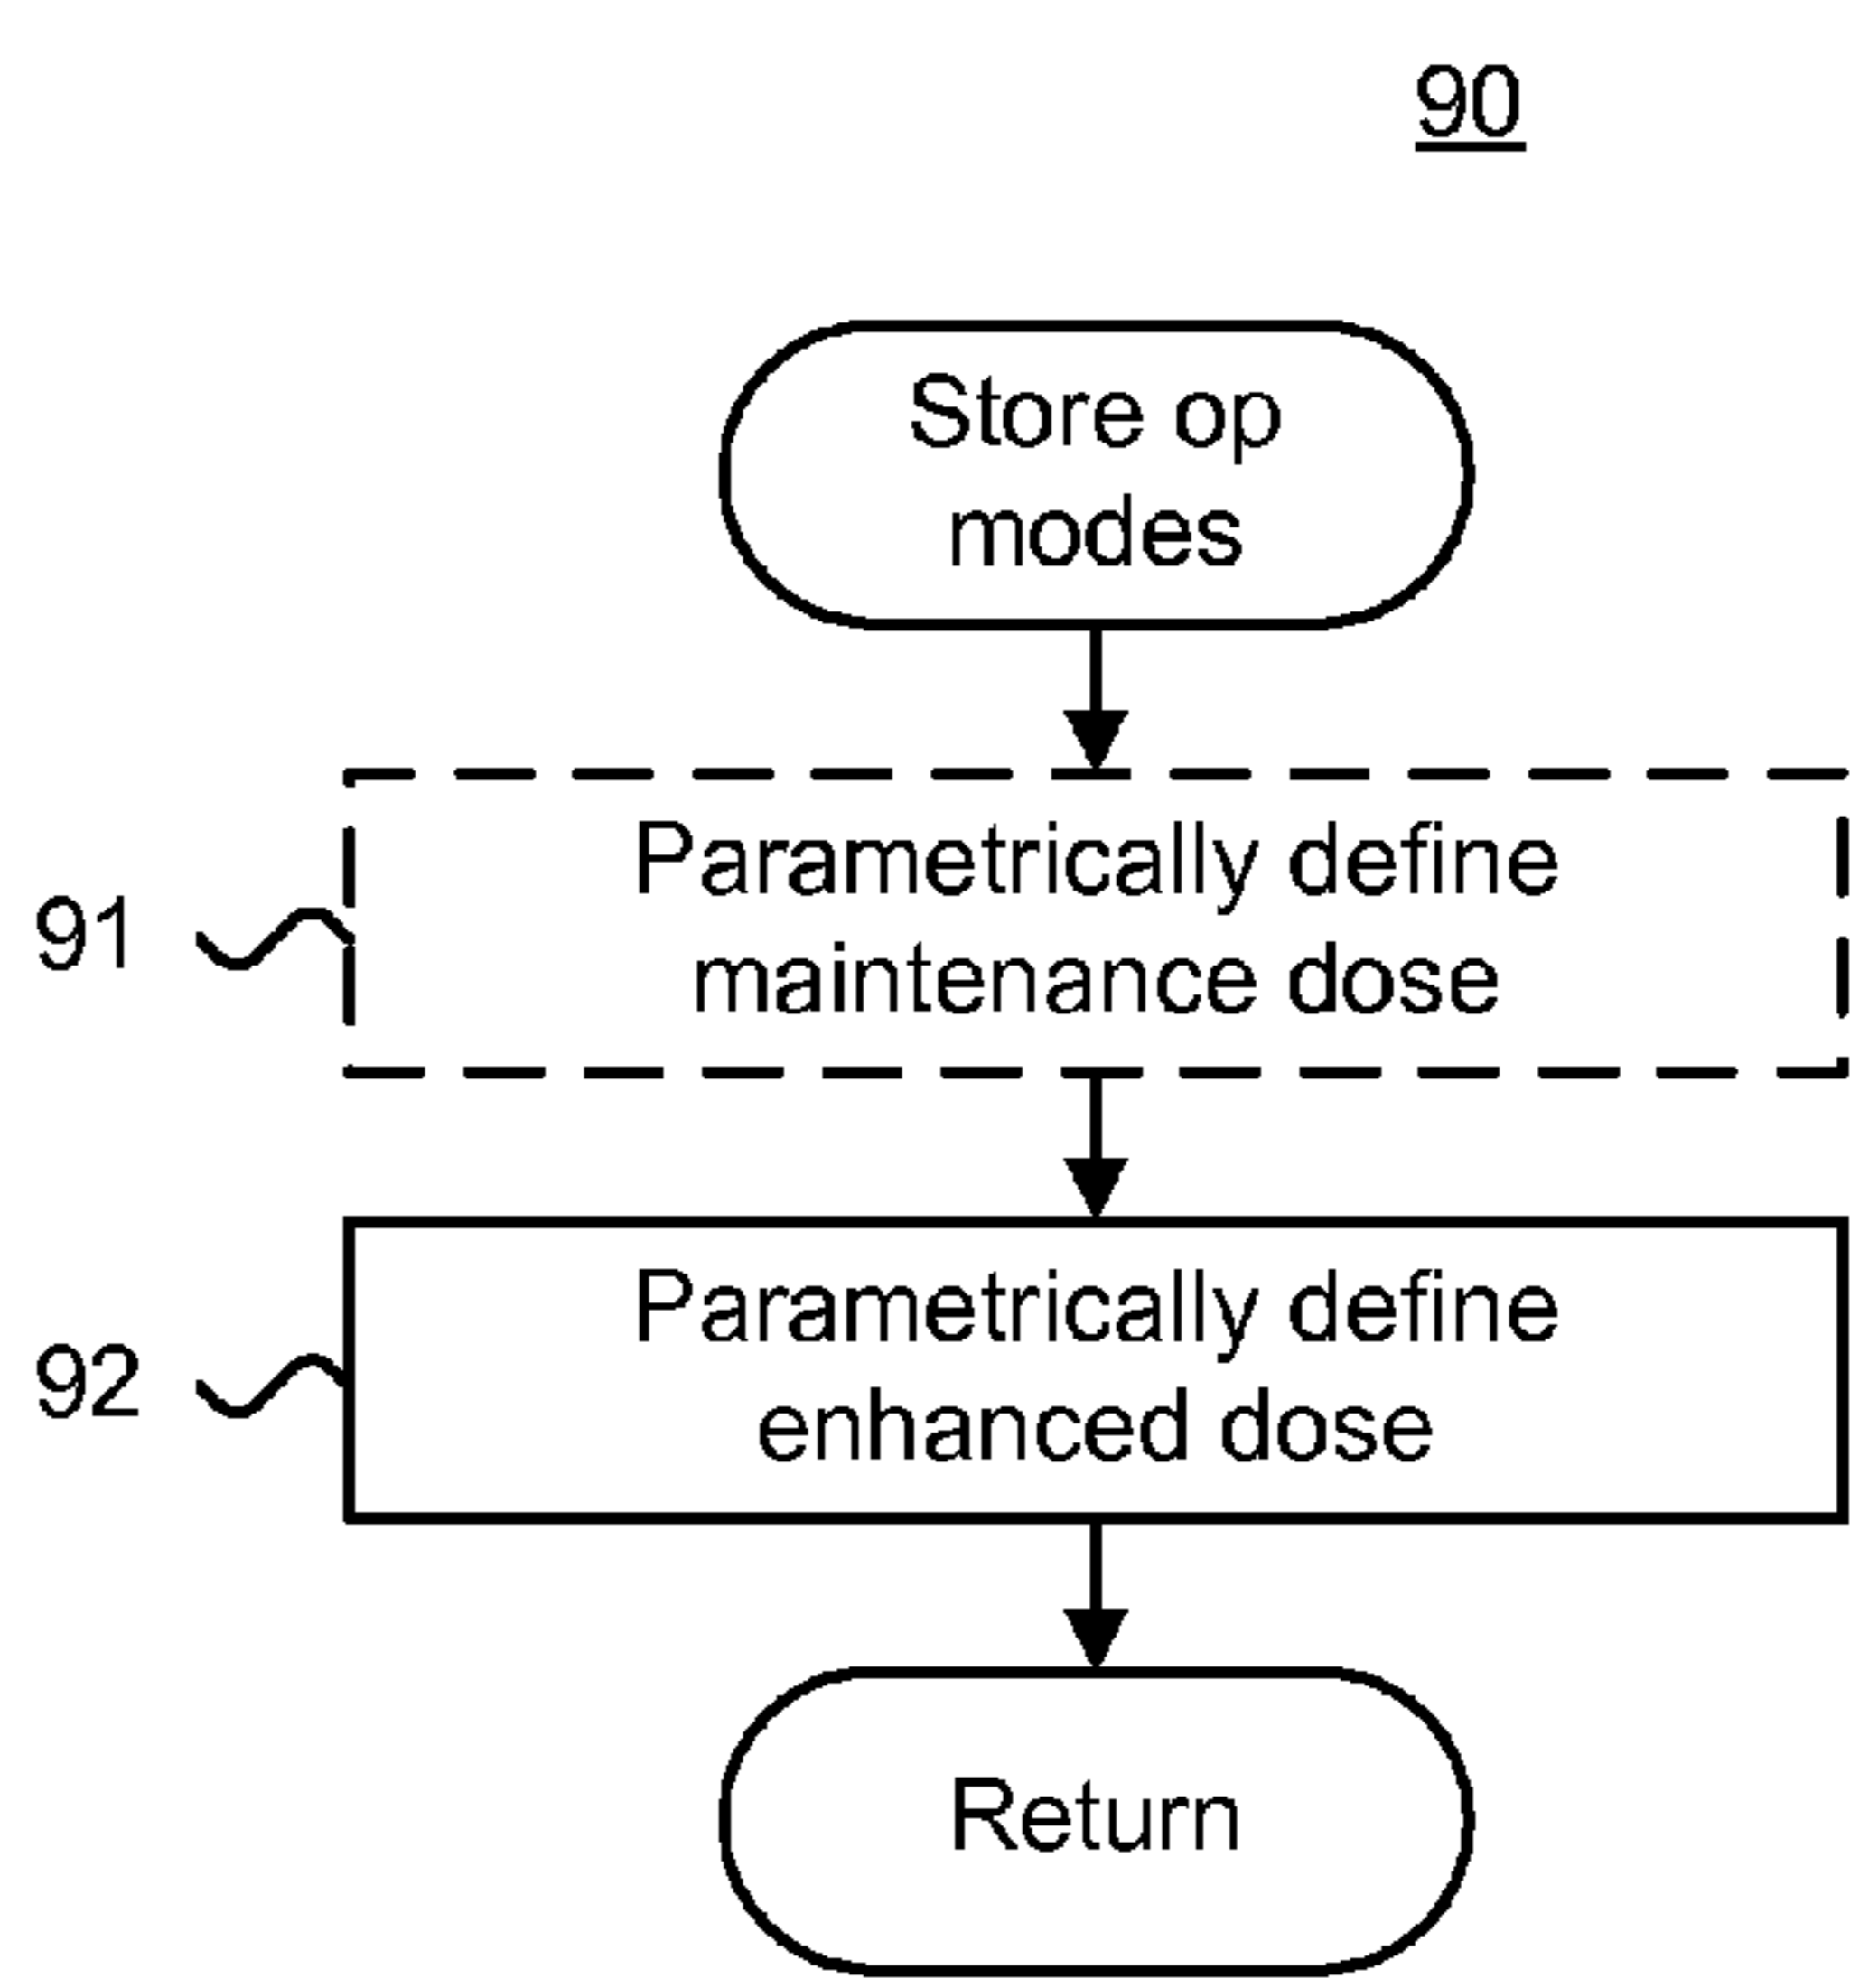 90
Store op
modes
91
Parametrically define
maintenance dose
92
Parametrically define
enhanced dose
Return